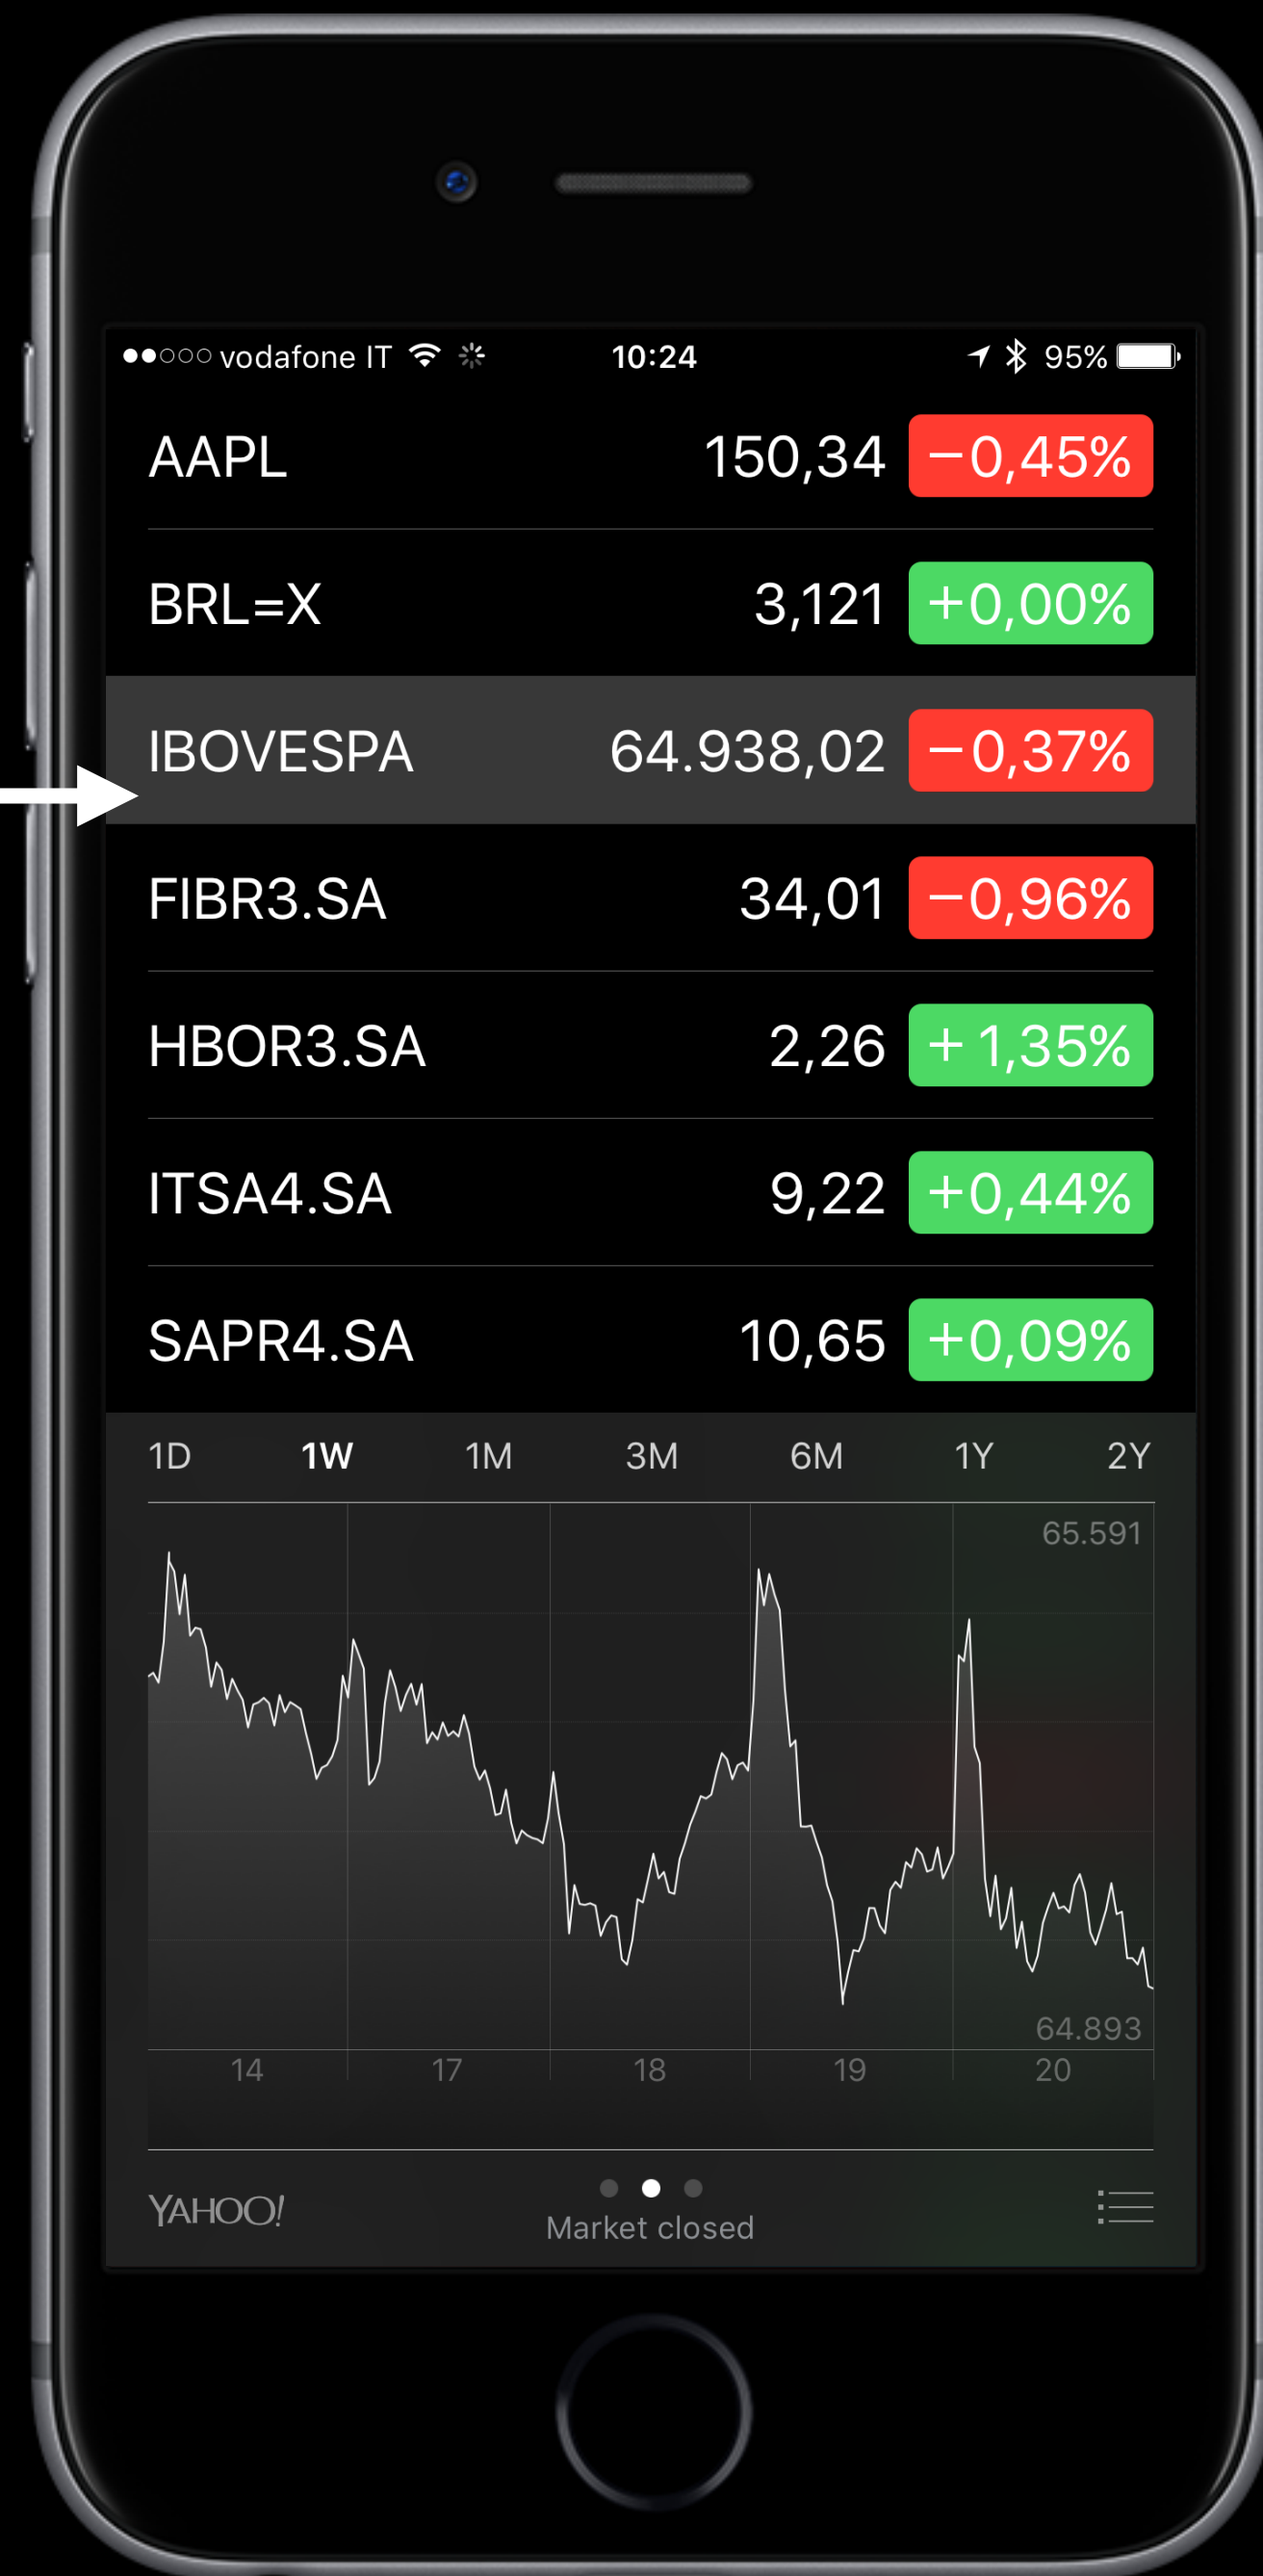 vodafone IT 10:24 95%
AAPL 150,34 −0,45%
BRL=X 3,121 +0,00%
IBOVESPA 64.938,02 −0,37%
FIBR3.SA 34,01 −0,96%
HBOR3.SA 2,26 +1,35%
ITSA4.SA 9,22 +0,44%
SAPR4.SA 10,65 +0,09%
1D 1W 1M 3M 6M 1Y 2Y
65.591
64.893
14 17 18 19 20
YAHOO!
Market closed